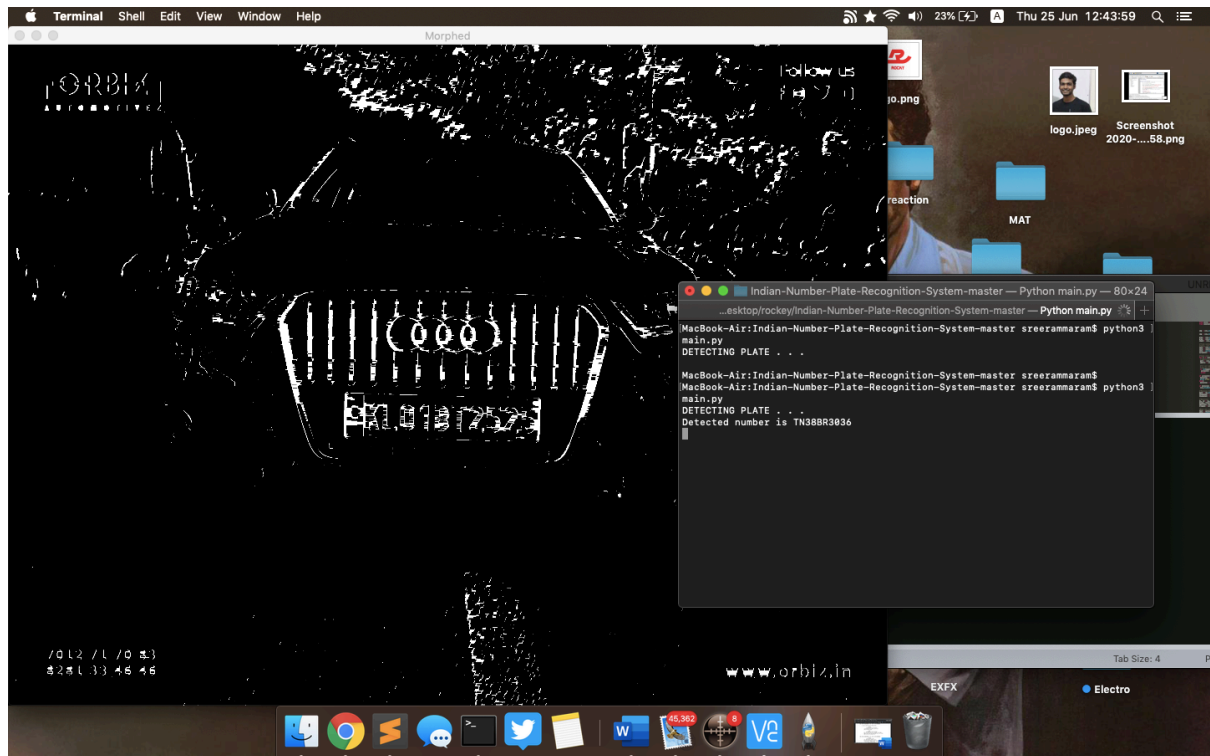 Terminal Shell Edit View Window Help
23%
A
Thu 25 Jun 12:43:59
Morphed
ORBIZ
AUTOMOTIVEZ
Follow us
go.png
logo.jpeg
Screenshot
2020-....58.png
reaction
MAT
UNR
Indian-Number-Plate-Recognition-System-master — Python main.py — 80×24
...esktop/rockey/Indian-Number-Plate-Recognition-System-master — Python main.py
MacBook-Air:Indian-Number-Plate-Recognition-System-master sreerammaram$ python3
main.py
DETECTING PLATE . . .
MacBook-Air:Indian-Number-Plate-Recognition-System-master sreerammaram$
MacBook-Air:Indian-Number-Plate-Recognition-System-master sreerammaram$ python3
main.py
DETECTING PLATE . . .
Detected number is TN38BR3036
www.orbiz.in
Tab Size: 4
EXFX
Electro
45,362
8